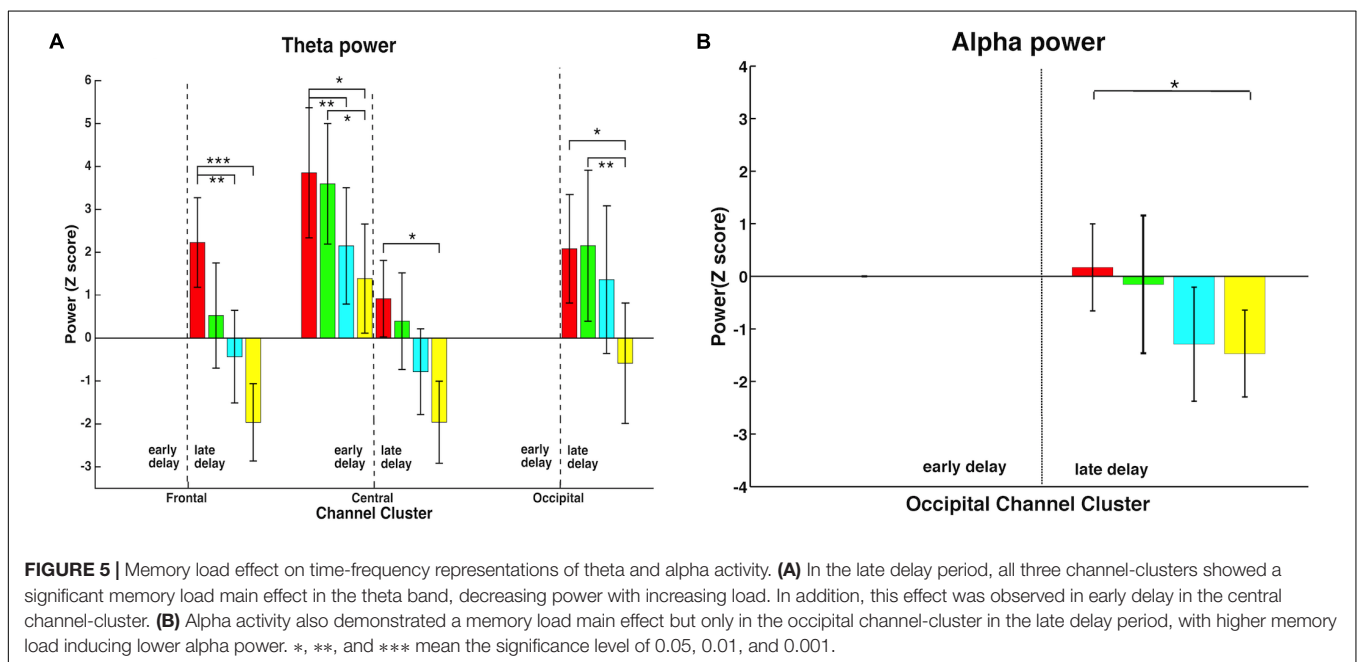 A
Theta power
6
5
4
3
2
1
0
-1
-2
-3
Power (Z score)
***
**
*
**
*
*
*
**
early delay
late delay
early delay
late delay
early delay
late delay
Frontal
Central
Occipital
Channel Cluster
B
Alpha power
4
3
2
1
0
-1
-2
-3
-4
Power(Z score)
*
early delay
late delay
Occipital Channel Cluster
FIGURE 5 | Memory load effect on time-frequency representations of theta and alpha activity. (A) In the late delay period, all three channel-clusters showed a
significant memory load main effect in the theta band, decreasing power with increasing load. In addition, this effect was observed in early delay in the central
channel-cluster. (B) Alpha activity also demonstrated a memory load main effect but only in the occipital channel-cluster in the late delay period, with higher memory
load inducing lower alpha power. *, **, and *** mean the significance level of 0.05, 0.01, and 0.001.